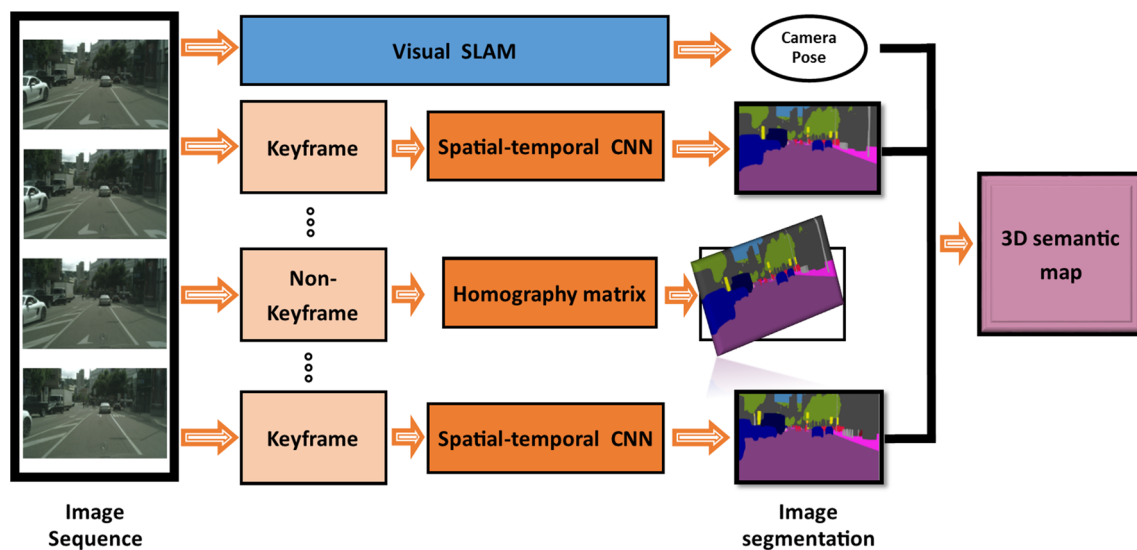 Visual SLAM
Camera
Pose
Keyframe
Spatial-temporal CNN
Non-
Keyframe
Homography matrix
3D semantic
map
Keyframe
Spatial-temporal CNN
Image
Sequence
Image
segmentation